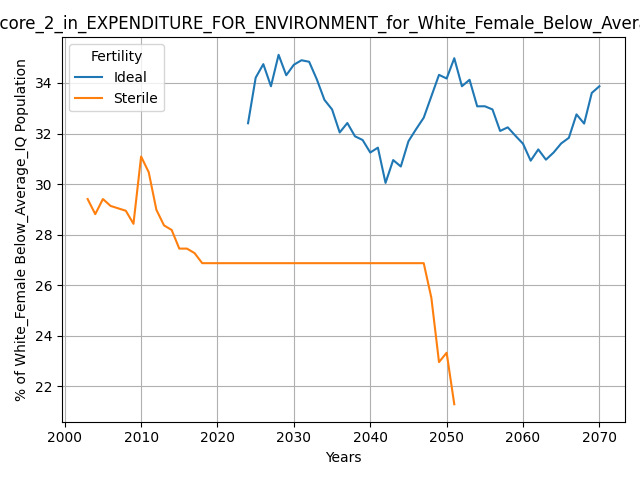 core_2_in_EXPENDITURE_FOR_ENVIRONMENT_for_White_Female_Below_Avera
Fertility
Ideal
Sterile
% of White_Female Below_Average_IQ Population
34
32
30
28
26
24
22
2000 2010 2020 2030 2040 2050 2060 2070
Years